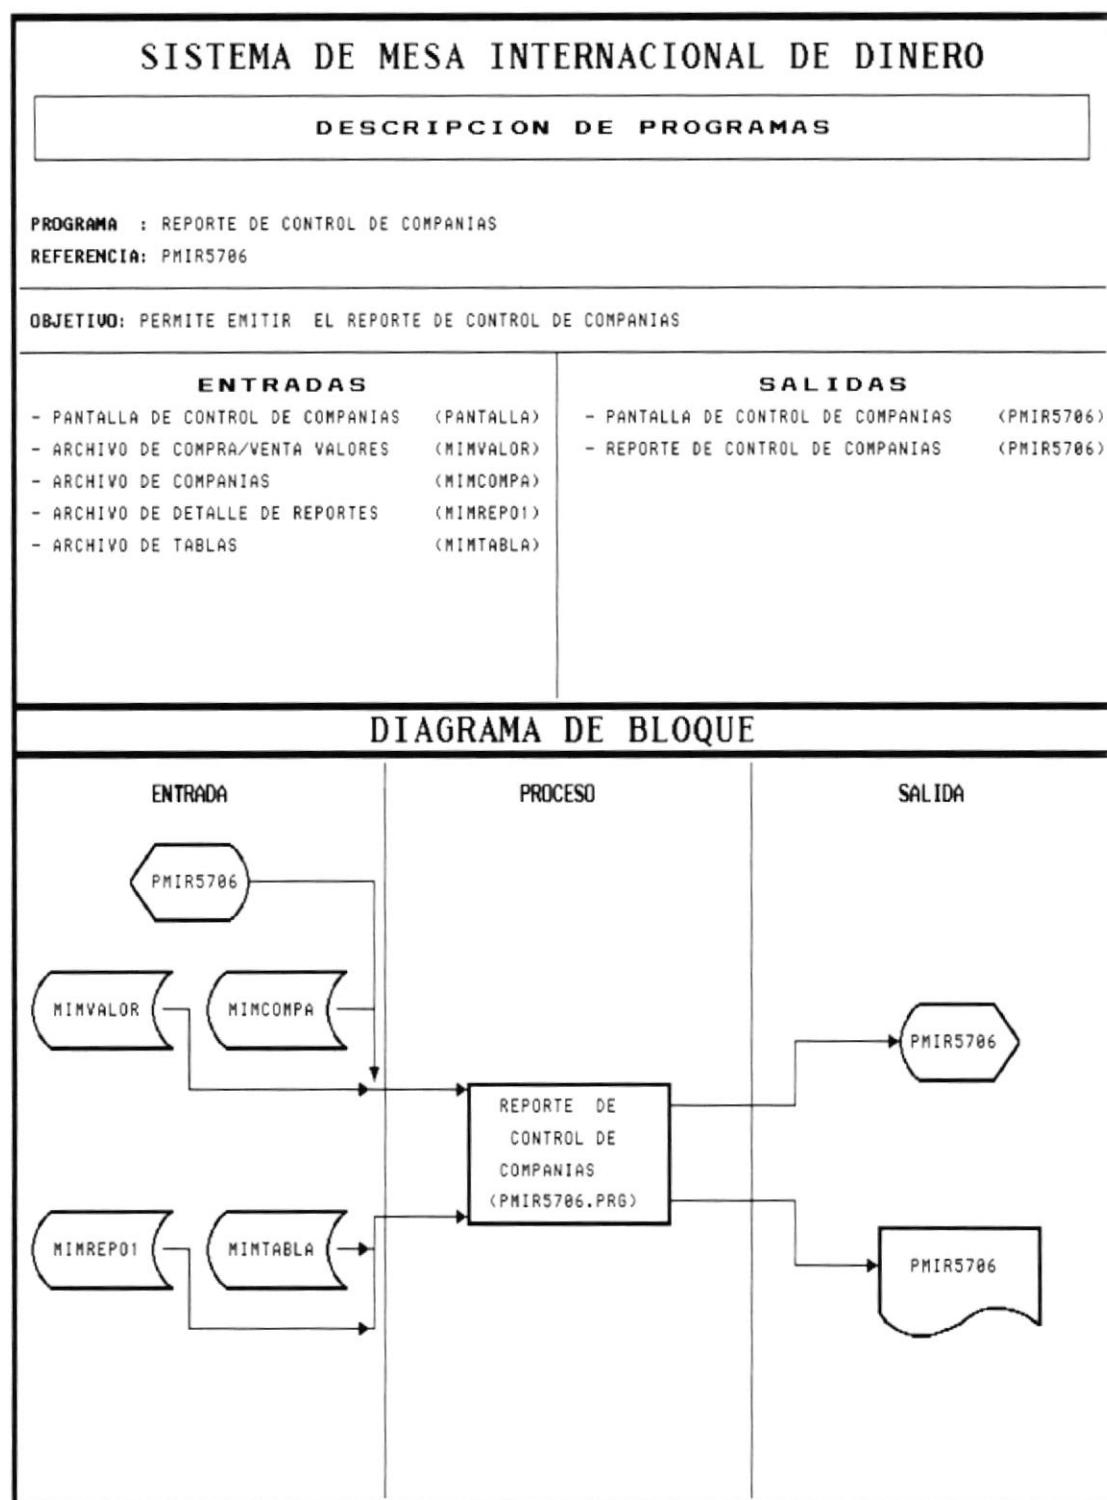 SISTEMA DE MESA INTERNACIONAL DE DINERO
DESCRIPCION DE PROGRAMAS
PROGRAMA : REPORTE DE CONTROL DE COMPANIAS
REFERENCIA: PMIR5706
OBJETIVO: PERMITE EMITIR EL REPORTE DE CONTROL DE COMPANIAS
ENTRADAS
- PANTALLA DE CONTROL DE COMPANIAS (PANTALLA)
- ARCHIVO DE COMPRA/VENTA VALORES (MIMVALOR)
- ARCHIVO DE COMPANIAS (MIMCOMPA)
- ARCHIVO DE DETALLE DE REPORTES (MIMREPO1)
- ARCHIVO DE TABLAS (MIMTABLA)
SALIDAS
- PANTALLA DE CONTROL DE COMPANIAS (PMIR5706)
- REPORTE DE CONTROL DE COMPANIAS (PMIR5706)
DIAGRAMA DE BLOQUE
ENTRADA
PMIR5706
MIMVALOR
MIMCOMPA
MIMREPO1
MIMTABLA
PROCESO
REPORTE DE
CONTROL DE
COMPANIAS
(PMIR5706.PRG)
SALIDA
PMIR5706
PMIR5706